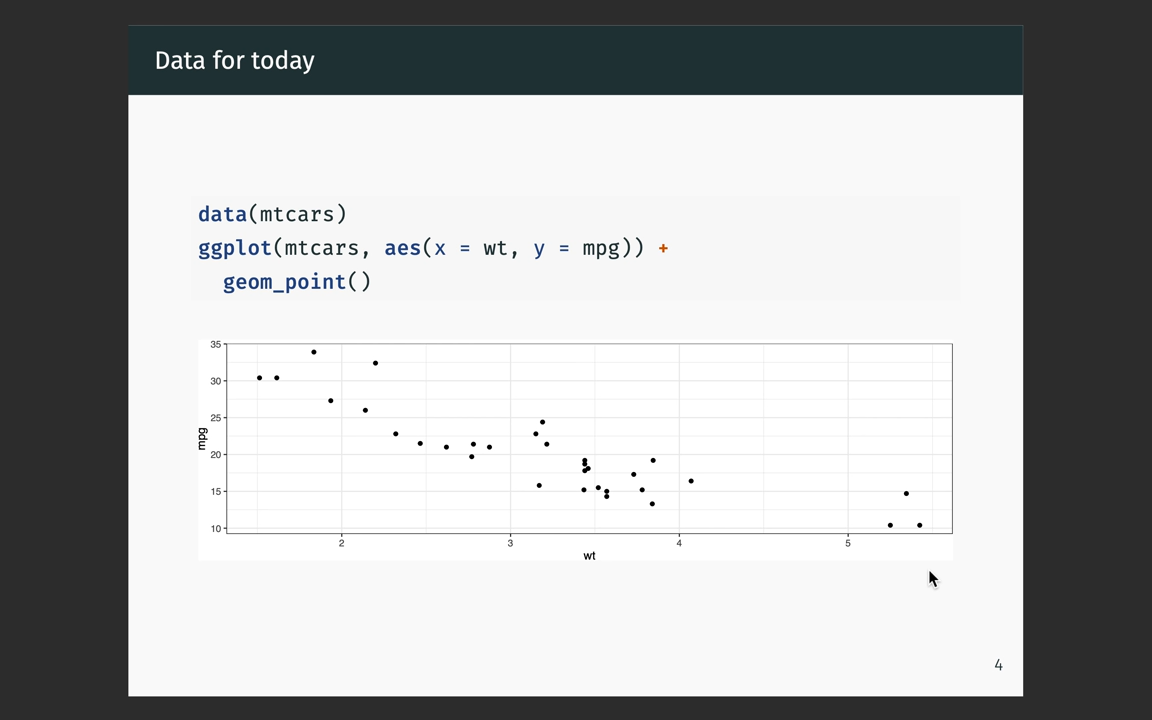 Data for today
data(mtcars)
ggplot(mtcars, aes(x = wt, y = mpg)) +
  geom_point()
35
30
25
20
15
10
mpg
2 3 4 5
wt
4